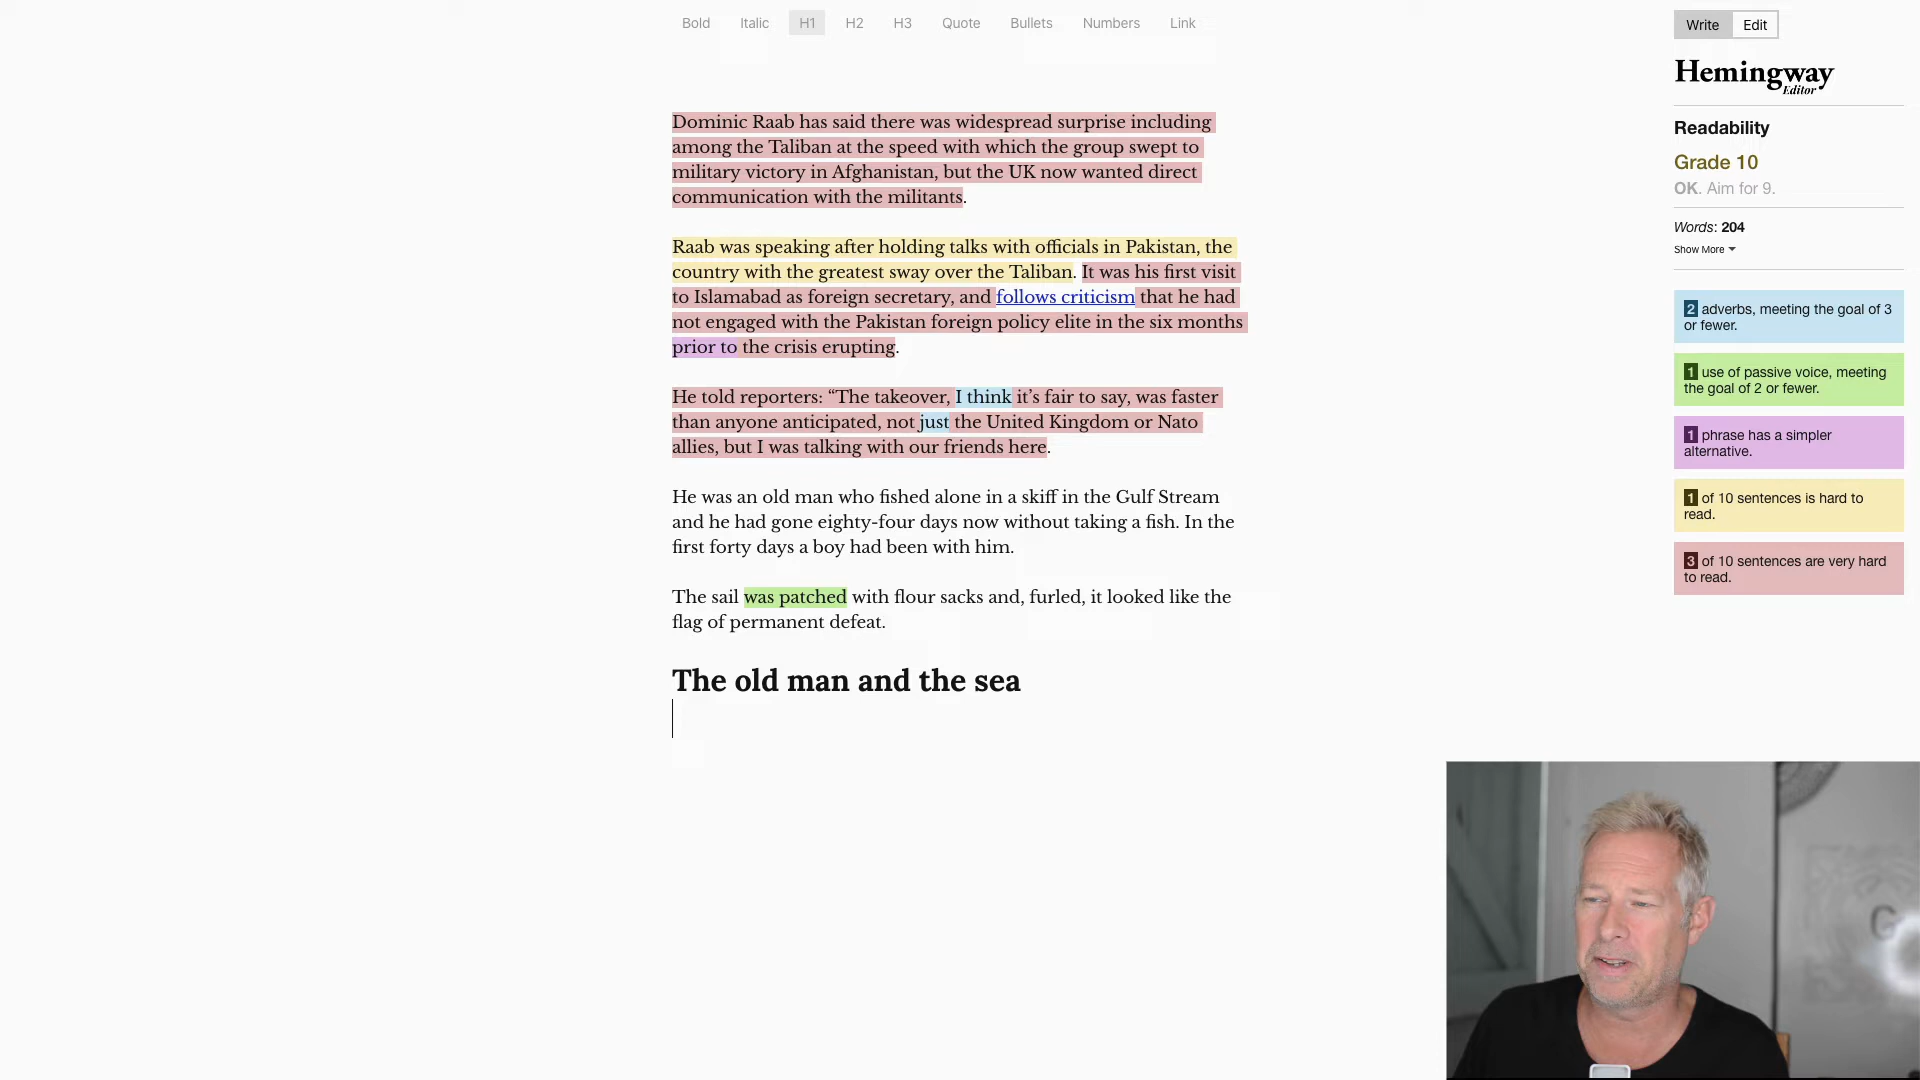 Bold Italic H1 H2 H3 Quote Bullets Numbers Link
Write Edit
Hemingway
Editor
Readability
Grade 10
OK. Aim for 9.
Words: 204
Show More
2 adverbs, meeting the goal of 3
or fewer.
1 use of passive voice, meeting
the goal of 2 or fewer.
1 phrase has a simpler
alternative.
1 of 10 sentences is hard to
read.
3 of 10 sentences are very hard
to read.
Dominic Raab has said there was widespread surprise including
among the Taliban at the speed with which the group swept to
military victory in Afghanistan, but the UK now wanted direct
communication with the militants.
Raab was speaking after holding talks with officials in Pakistan, the
country with the greatest sway over the Taliban. It was his first visit
to Islamabad as foreign secretary, and follows criticism that he had
not engaged with the Pakistan foreign policy elite in the six months
prior to the crisis erupting.
He told reporters: “The takeover, I think it’s fair to say, was faster
than anyone anticipated, not just the United Kingdom or Nato
allies, but I was talking with our friends here.
He was an old man who fished alone in a skiff in the Gulf Stream
and he had gone eighty-four days now without taking a fish. In the
first forty days a boy had been with him.
The sail was patched with flour sacks and, furled, it looked like the
flag of permanent defeat.
The old man and the sea